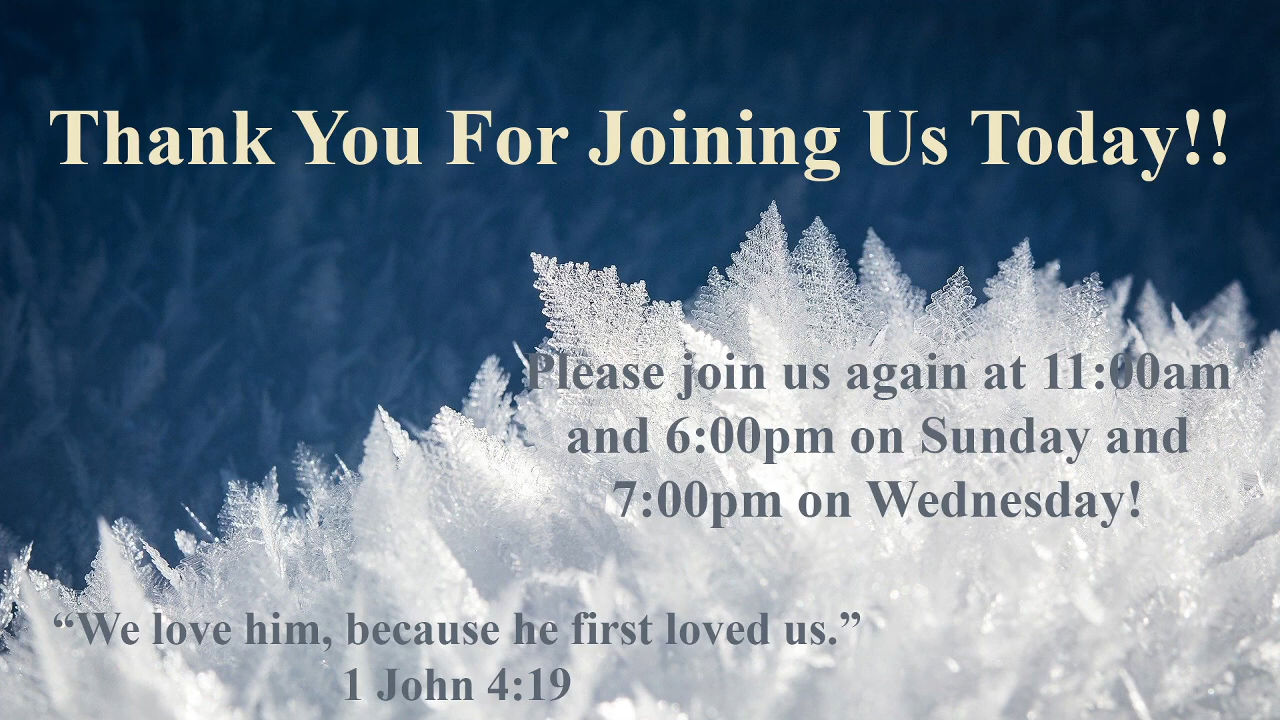 Thank You For Joining Us Today!!
Please join us again at 11:00am
and 6:00pm on Sunday and
7:00pm on Wednesday!
“We love him, because he first loved us.”
1 John 4:19